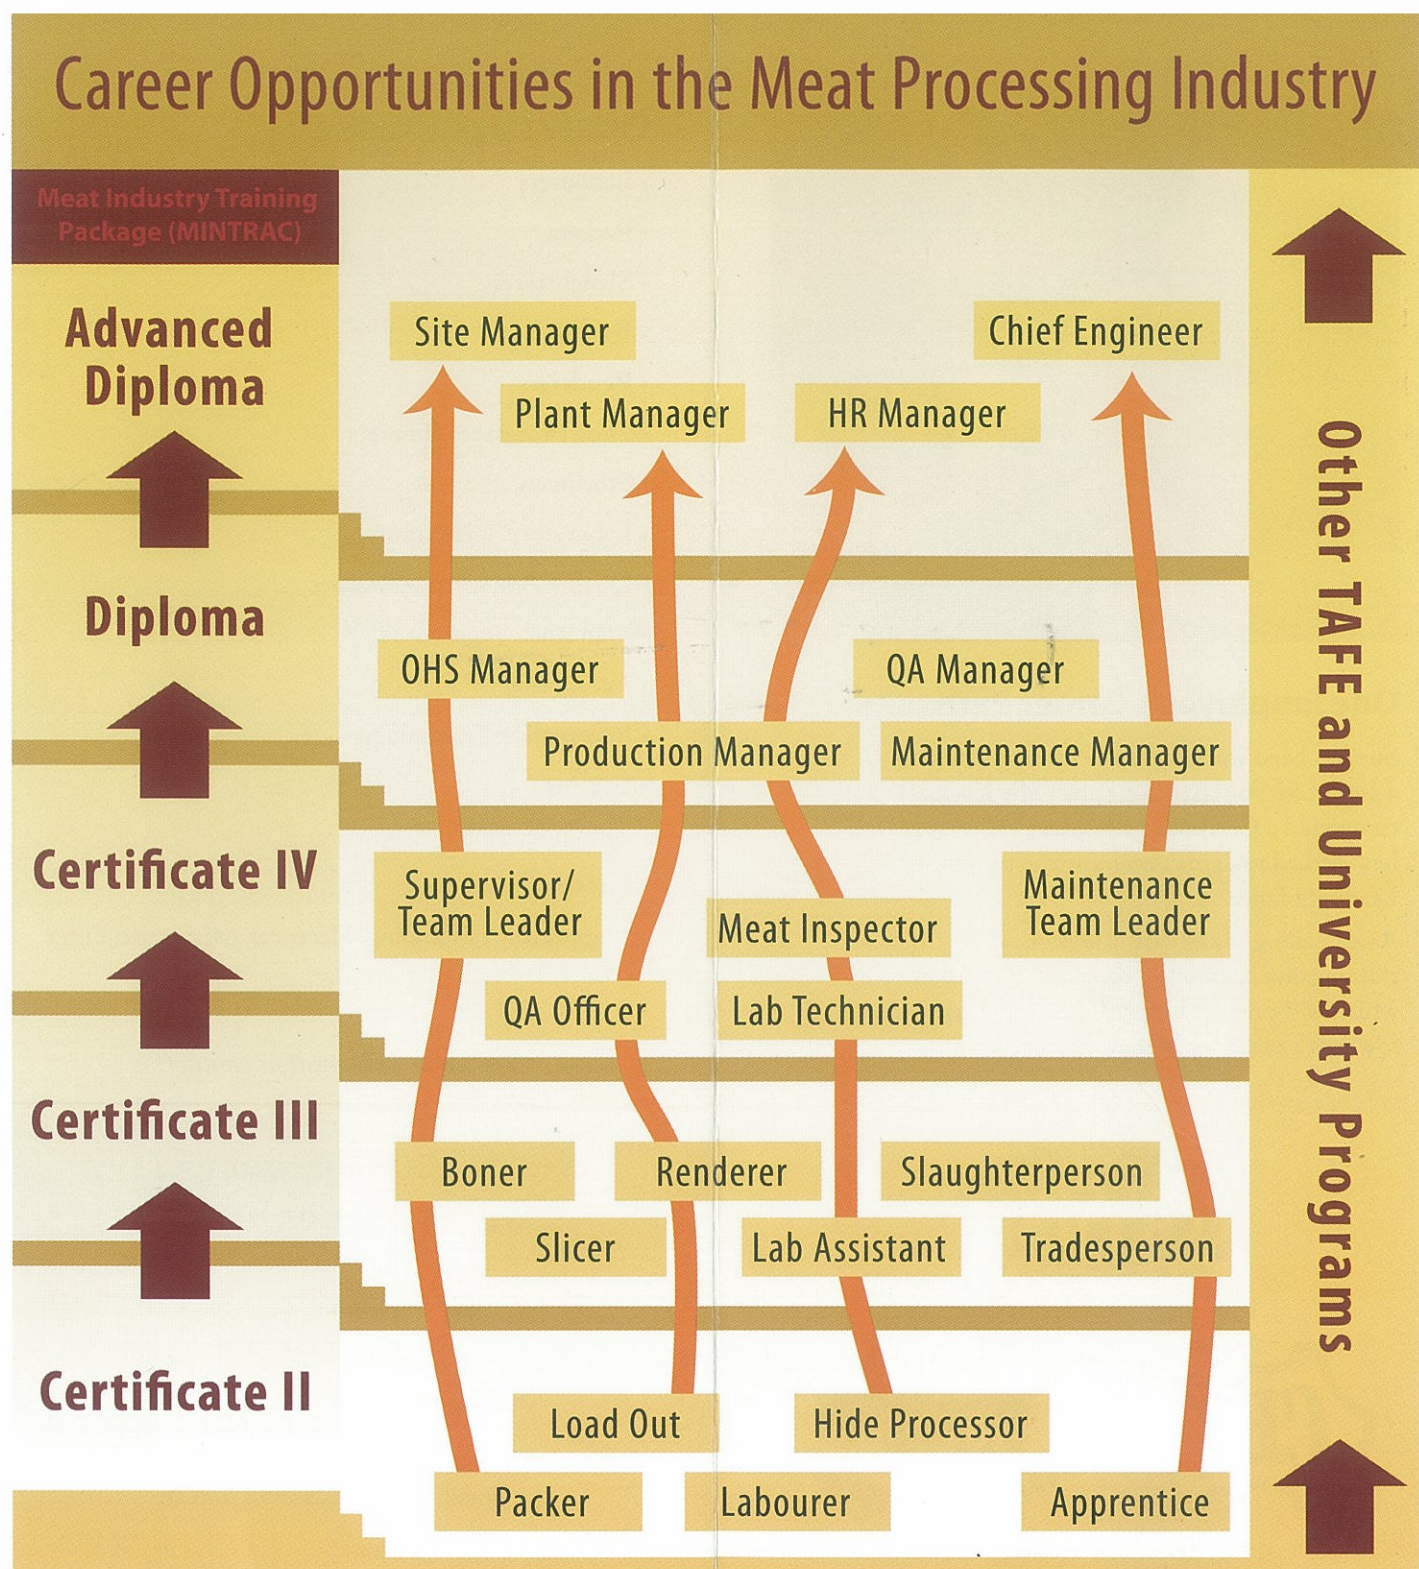 Career Opportunities in the Meat Processing Industry
Meat Industry Training
Package (MINTRAC)
Advanced
Diploma
Site Manager
Chief Engineer
Plant Manager
HR Manager
Diploma
OHS Manager
QA Manager
Production Manager
Maintenance Manager
Certificate IV
Supervisor/
Team Leader
Meat Inspector
Maintenance
Team Leader
QA Officer
Lab Technician
Certificate III
Boner
Renderer
Slaughterperson
Slicer
Lab Assistant
Tradesperson
Certificate II
Load Out
Hide Processor
Packer
Labourer
Apprentice
Other TAFE and University Programs